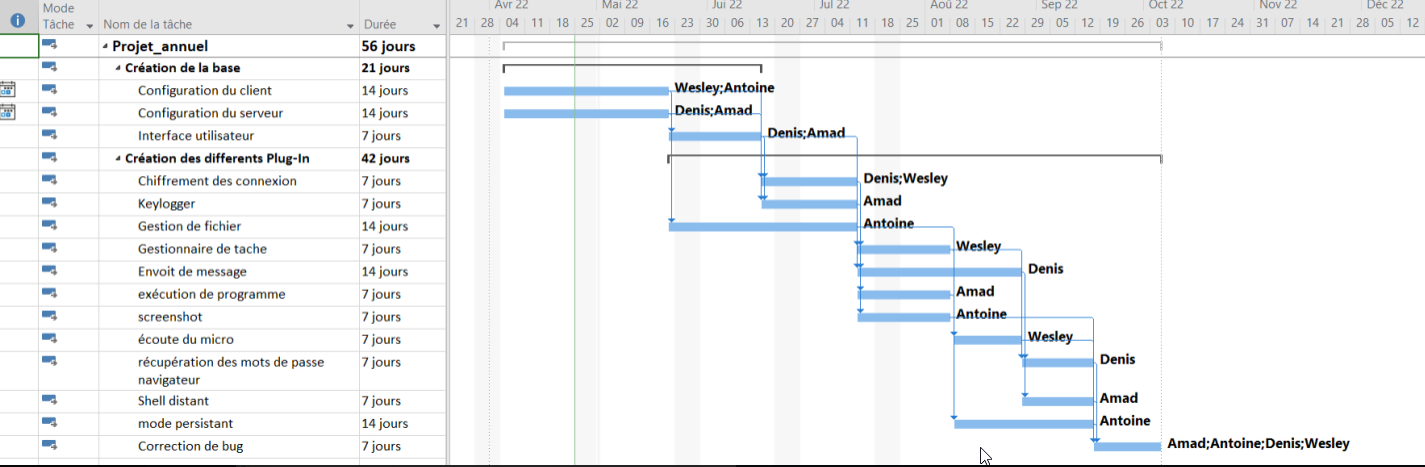 Avr 22 Mai 22 Jui 22 Jul 22 Aoû 22 Sep 22 Oct 22 Nov 22 Déc 22
Mode Tâche Nom de la tâche Durée 21 28 04 11 18 25 02 09 16 23 30 06 13 20 27 04 11 18 25 01 08 15 22 29 05 12 19 26 03 10 17 24 31 07 14 21 28 05 12
Projet_annuel 56 jours
Création de la base 21 jours
Configuration du client 14 jours Wesley;Antoine
Configuration du serveur 14 jours Denis;Amad
Interface utilisateur 7 jours Denis;Amad
Création des differents Plug-In 42 jours
Chiffrement des connexion 7 jours Denis;Wesley
Keylogger 7 jours Amad
Gestion de fichier 14 jours Antoine
Gestionnaire de tache 7 jours Wesley
Envoit de message 14 jours Denis
exécution de programme 7 jours Amad
screenshot 7 jours Antoine
écoute du micro 7 jours Wesley
récupération des mots de passe 7 jours Denis
navigateur
Shell distant 7 jours Amad
mode persistant 14 jours Antoine
Correction de bug 7 jours Amad;Antoine;Denis;Wesley